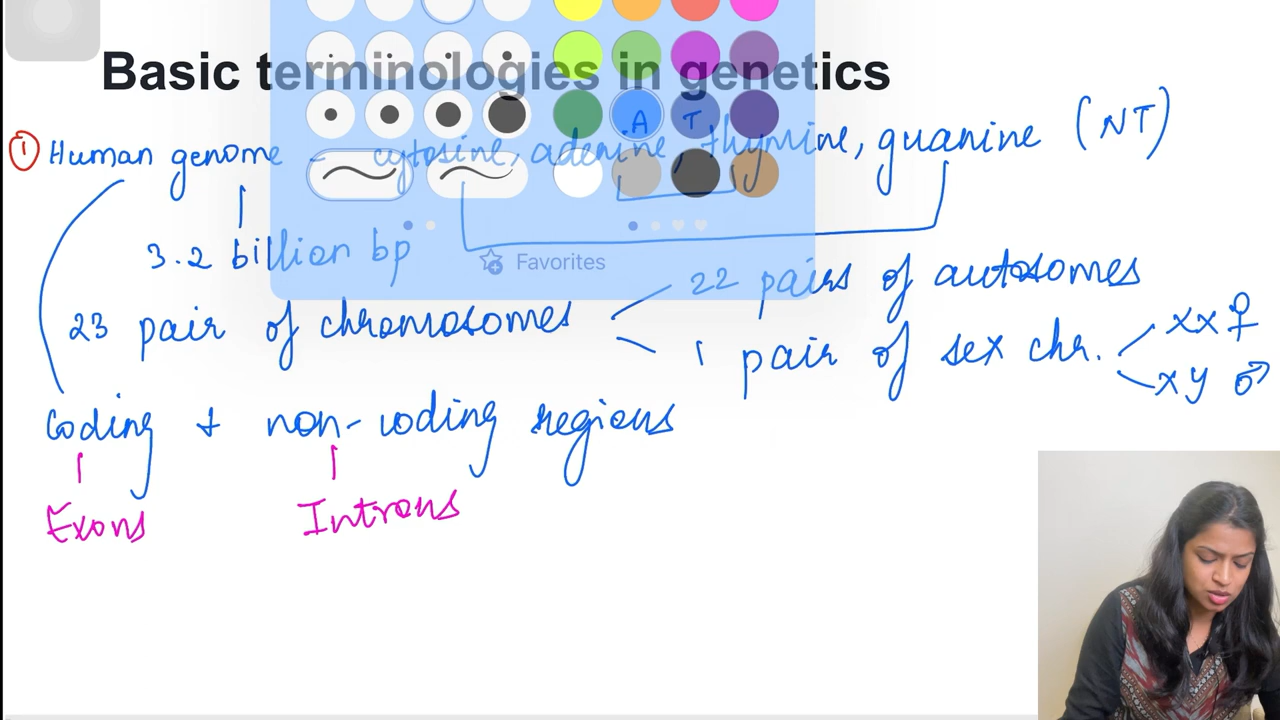 Basic terminologies in genetics
① Human genome - cytosine, adenine, thymine, guanine (NT)
A T
3.2 billion bp
Favorites
22 pairs of autosomes
23 pair of chromosomes
1 pair of sex chr.
xx ♀
xy ♂
coding + non-coding regions
Exons Introns